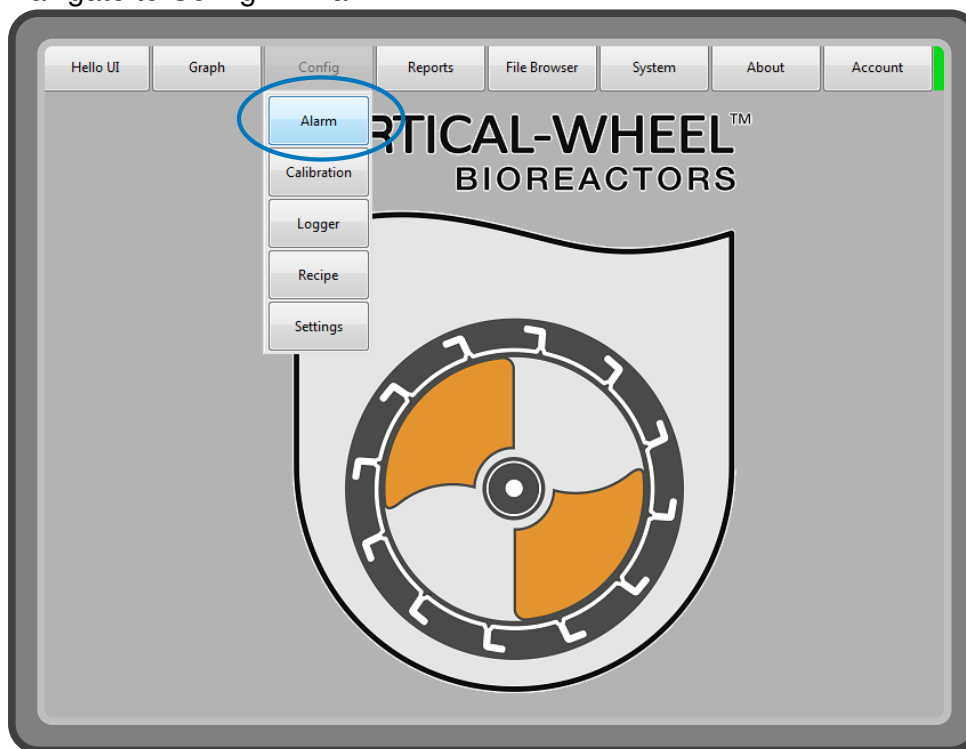 Hello UI Graph Config Reports File Browser System About Account
Alarm
RTICAL-WHEEL™
BIOREACTORS
Calibration
Logger
Recipe
Settings